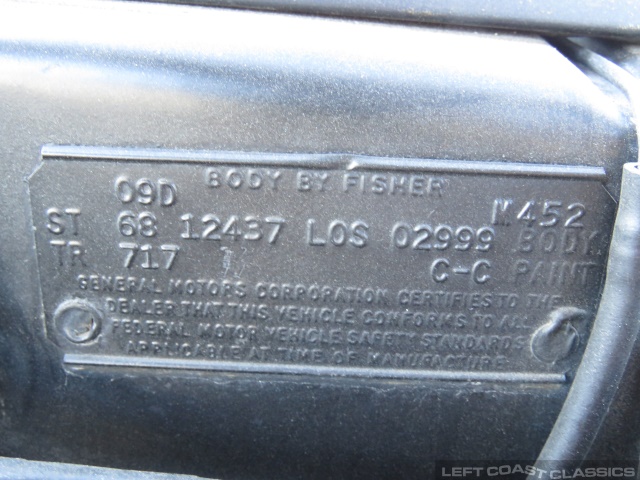 BODY BY FISHER
09D M452
ST 68 12437 LOS 02999 BODY
TR 717 C-C PAINT
GENERAL MOTORS CORPORATION CERTIFIES TO THE
DEALER THAT THIS VEHICLE CONFORMS TO ALL
FEDERAL MOTOR VEHICLE SAFETY STANDARDS
APPLICABLE AT TIME OF MANUFACTURE
LEFT COAST CLASSICS